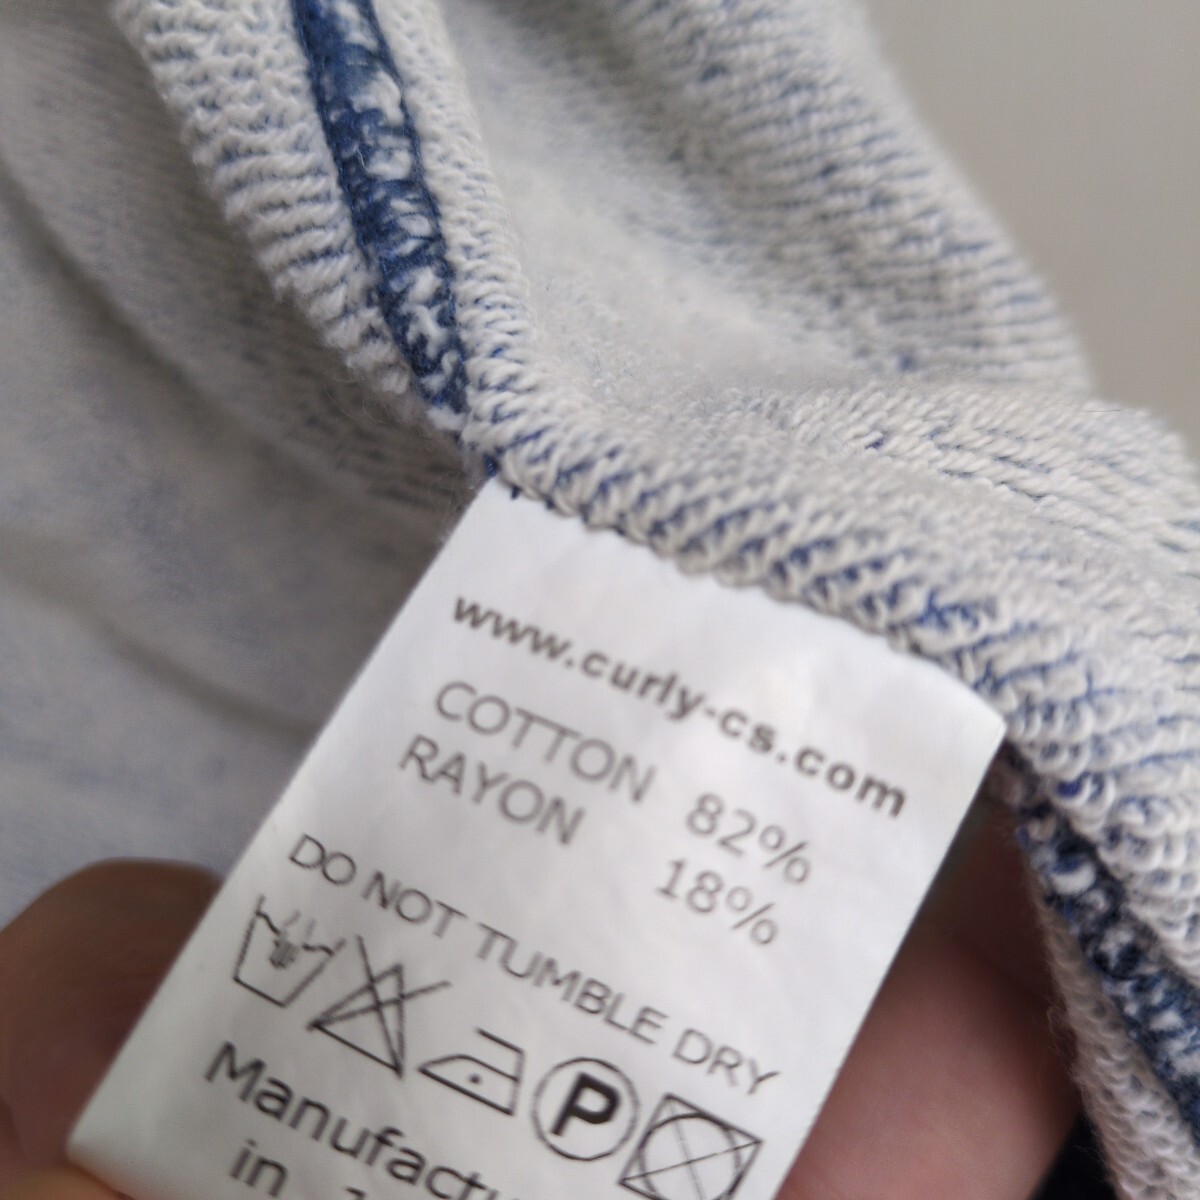 www.curly-cs.com
COTTON 82%
RAYON 18%
DO NOT TUMBLE DRY
P
Manufactu
in